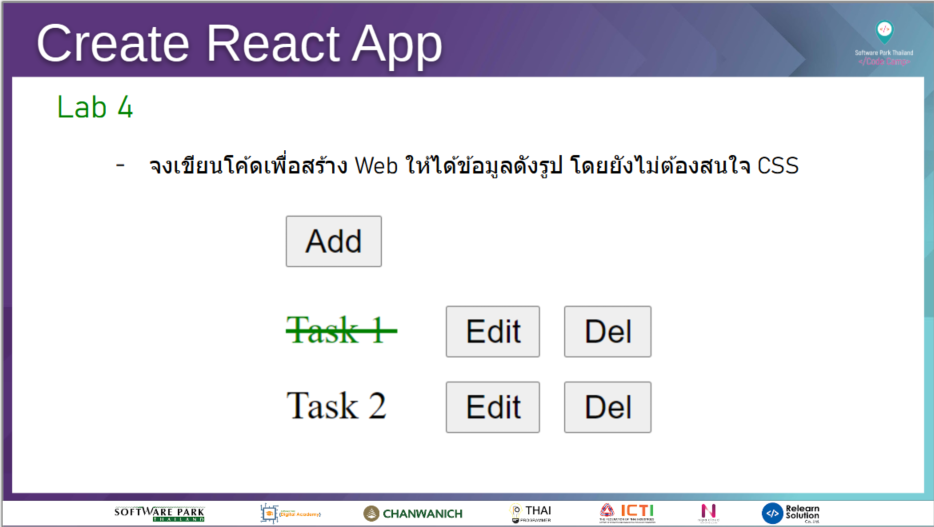 Create React App
Software Park Thailand
Lab 4
- จงเขียนโค้ดเพื่อสร้าง Web ให้ได้ข้อมูลดังรูป โดยยังไม่ต้องสนใจ CSS
Add
Task 1 Edit Del
Task 2 Edit Del
SOFTWARE PARK
THAILAND
Digital Academy
CHANWANICH
THAI
PROGRAMMER
ICTI
Relearn
Solution
Co., Ltd.